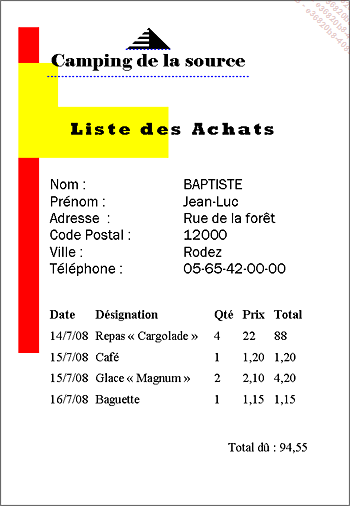 Camping de la source
Liste des Achats
Nom : BAPTISTE
Prénom : Jean-Luc
Adresse : Rue de la forêt
Code Postal : 12000
Ville : Rodez
Téléphone : 05-65-42-00-00
Date Désignation Qté Prix Total
14/7/08 Repas « Cargolade » 4 22 88
15/7/08 Café 1 1,20 1,20
15/7/08 Glace « Magnum » 2 2,10 4,20
16/7/08 Baguette 1 1,15 1,15
Total dû : 94,55